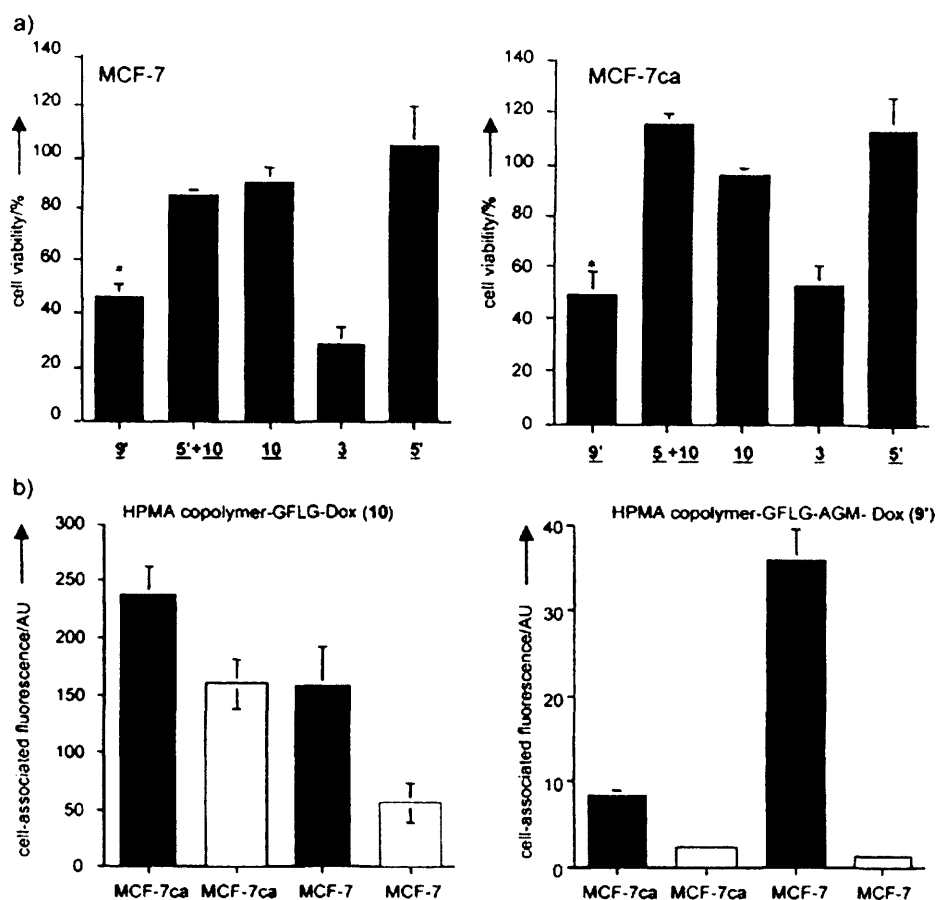 a)
MCF-7
cell viability/%
140
120
100
80
60
40
20
0
*
9'
5'+10
10
3
5'
MCF-7ca
cell viability/%
140
120
100
80
60
40
20
0
*
9'
5+10
10
3
5'
b)
HPMA copolymer-GFLG-Dox (10)
cell-associated fluorescence/AU
300
250
200
150
100
50
0
MCF-7ca
MCF-7ca
MCF-7
MCF-7
HPMA copolymer-GFLG-AGM- Dox (9')
cell-associated fluorescence/AU
40
30
20
10
0
MCF-7ca
MCF-7ca
MCF-7
MCF-7